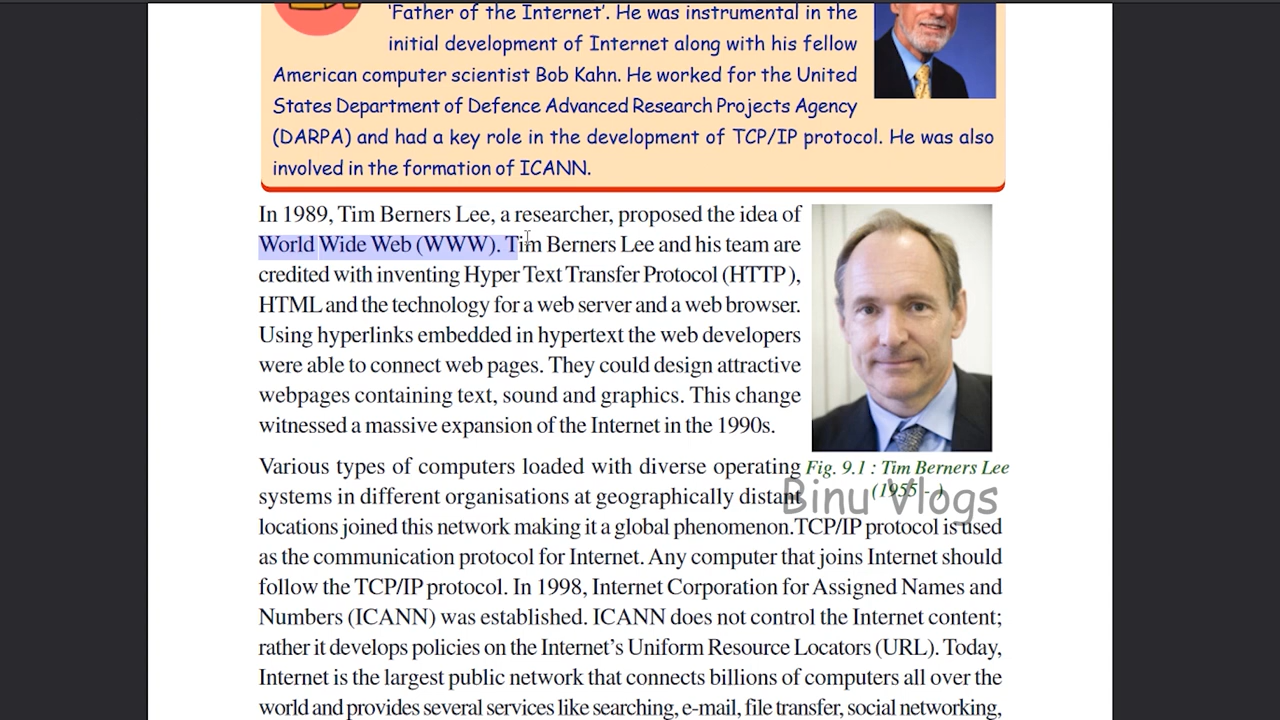 ‘Father of the Internet’. He was instrumental in the
initial development of Internet along with his fellow
American computer scientist Bob Kahn. He worked for the United
States Department of Defence Advanced Research Projects Agency
(DARPA) and had a key role in the development of TCP/IP protocol. He was also
involved in the formation of ICANN.
In 1989, Tim Berners Lee, a researcher, proposed the idea of
World Wide Web (WWW). Tim Berners Lee and his team are
credited with inventing Hyper Text Transfer Protocol (HTTP),
HTML and the technology for a web server and a web browser.
Using hyperlinks embedded in hypertext the web developers
were able to connect web pages. They could design attractive
webpages containing text, sound and graphics. This change
witnessed a massive expansion of the Internet in the 1990s.
Fig. 9.1 : Tim Berners Lee
(1955 - )
Various types of computers loaded with diverse operating
systems in different organisations at geographically distant
locations joined this network making it a global phenomenon.TCP/IP protocol is used
as the communication protocol for Internet. Any computer that joins Internet should
follow the TCP/IP protocol. In 1998, Internet Corporation for Assigned Names and
Numbers (ICANN) was established. ICANN does not control the Internet content;
rather it develops policies on the Internet’s Uniform Resource Locators (URL). Today,
Internet is the largest public network that connects billions of computers all over the
world and provides several services like searching, e-mail, file transfer, social networking,
Binu Vlogs